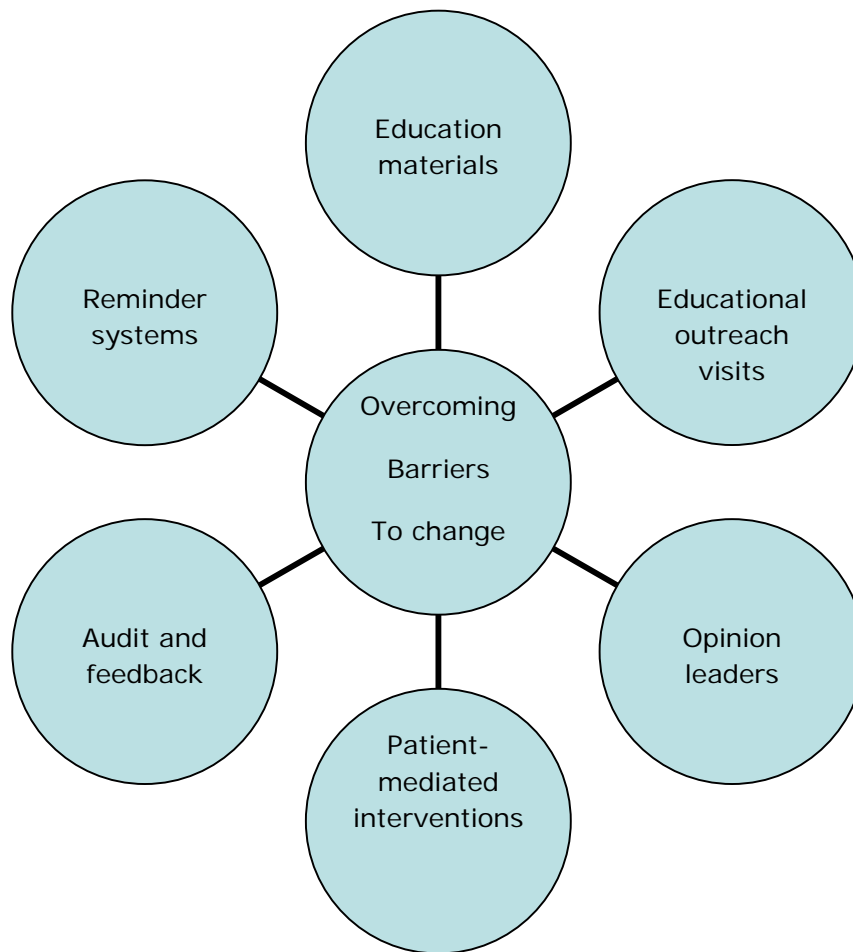 Education
materials
Reminder
systems
Educational
outreach
visits
Overcoming
Barriers
To change
Audit and
feedback
Opinion
leaders
Patient-
mediated
interventions